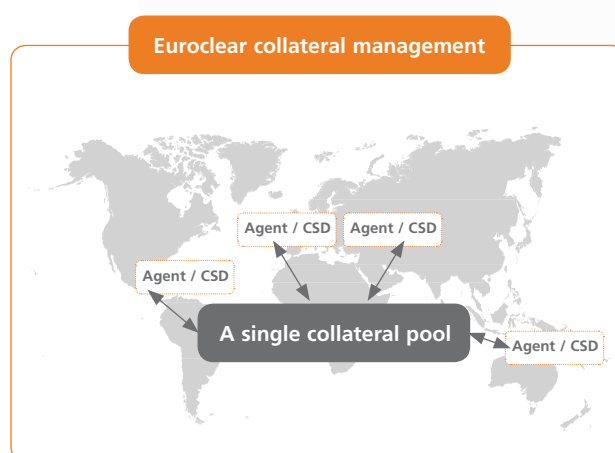 Euroclear collateral management
Agent / CSD
Agent / CSD
Agent / CSD
A single collateral pool
Agent / CSD